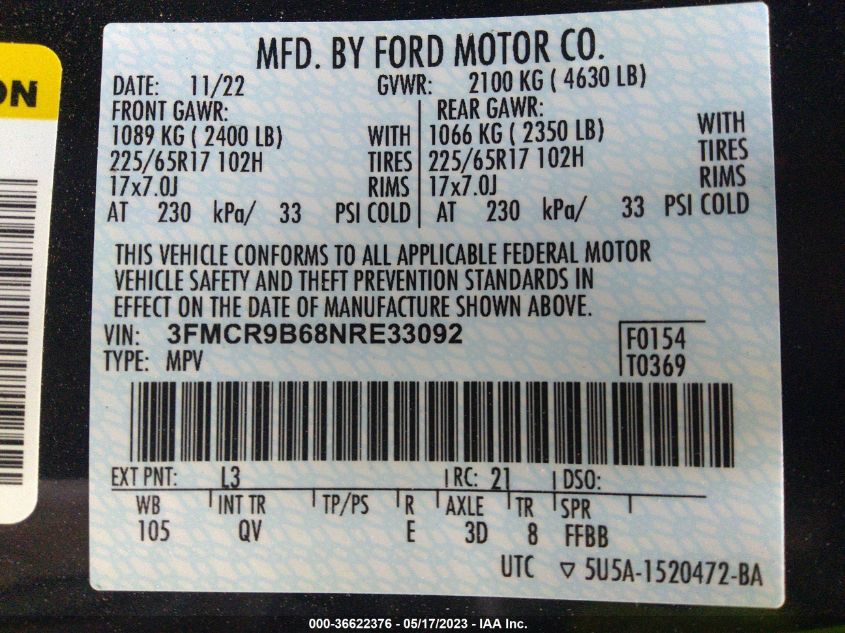 ON
MFD. BY FORD MOTOR CO.
DATE: 11/22 GVWR: 2100 KG ( 4630 LB)
FRONT GAWR: REAR GAWR:
1089 KG ( 2400 LB) WITH 1066 KG ( 2350 LB) WITH
225/65R17 102H TIRES 225/65R17 102H TIRES
17x7.0J RIMS 17x7.0J RIMS
AT 230 kPa/ 33 PSI COLD AT 230 kPa/ 33 PSI COLD
THIS VEHICLE CONFORMS TO ALL APPLICABLE FEDERAL MOTOR
VEHICLE SAFETY AND THEFT PREVENTION STANDARDS IN
EFFECT ON THE DATE OF MANUFACTURE SHOWN ABOVE.
VIN: 3FMCR9B68NRE33092 F0154
TYPE: MPV T0369
EXT PNT: L3 RC: 21 DSO:
WB INT TR TP/PS R AXLE TR SPR
105 QV E 3D 8 FFBB
UTC ▽ 5U5A-1520472-BA
000-36622376 - 05/17/2023 - IAA Inc.